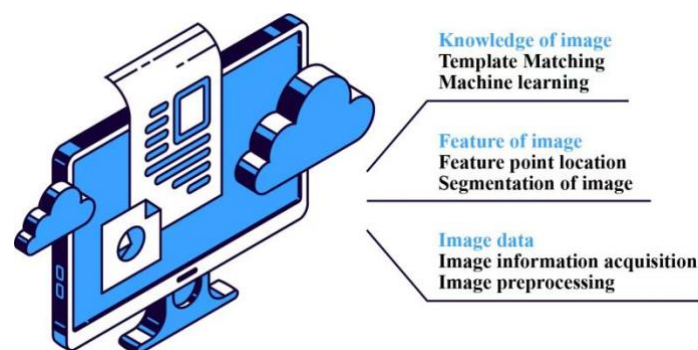 Knowledge of image
Template Matching
Machine learning
Feature of image
Feature point location
Segmentation of image
Image data
Image information acquisition
Image preprocessing